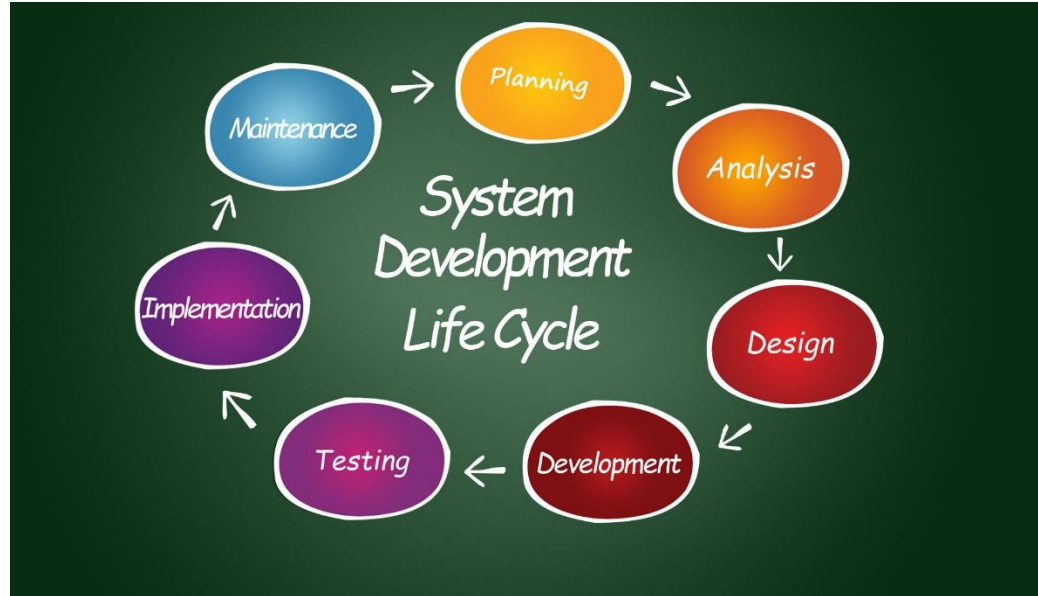 System
Development
Life Cycle
Planning
Analysis
Design
Development
Testing
Implementation
Maintenance